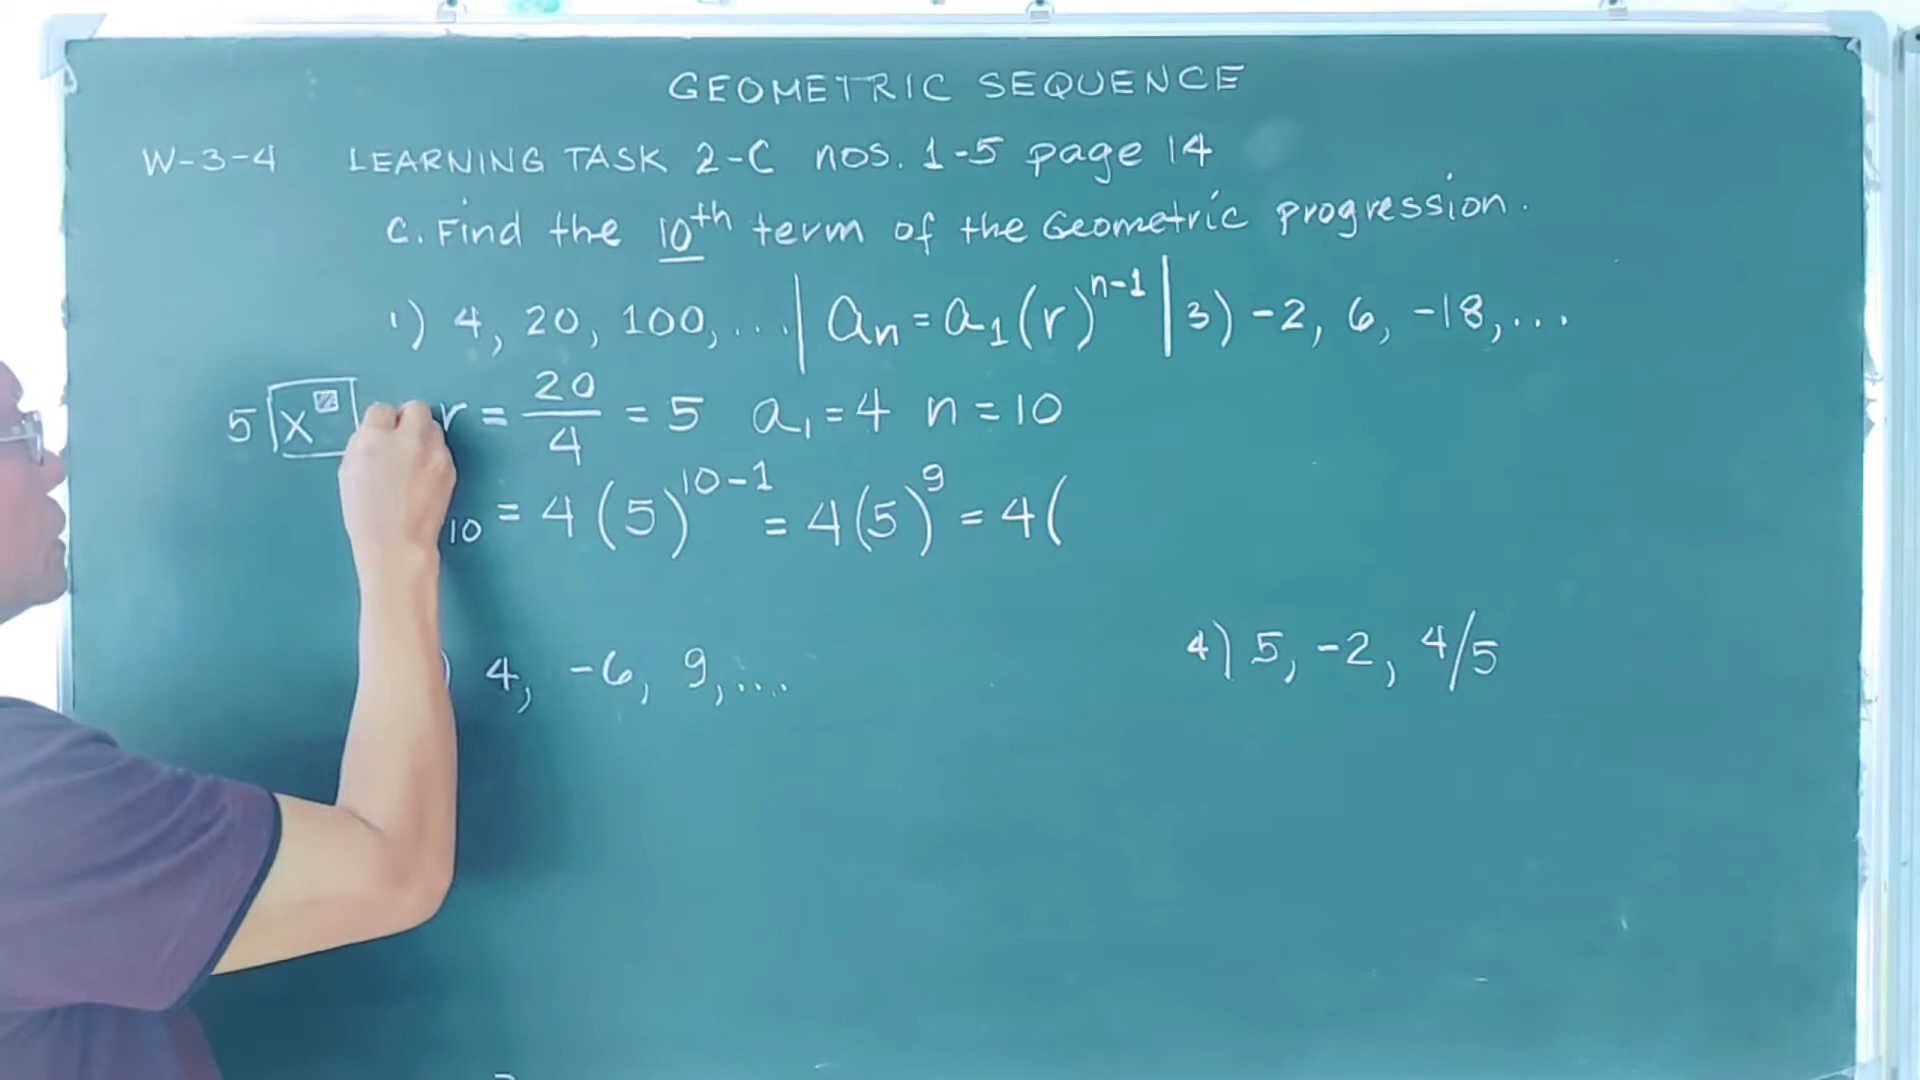 GEOMETRIC SEQUENCE
W-3-4 LEARNING TASK 2-C nos. 1-5 page 14
C. Find the 10th term of the Geometric progression.
1) 4, 20, 100, ... | an = a1(r)^n-1 | 3) -2, 6, -18, ...
5 x r = 20/4 = 5 a1 = 4 n = 10
10 = 4(5)^10-1 = 4(5)^9 = 4(
) 4, -6, 9, ....
4) 5, -2, 4/5